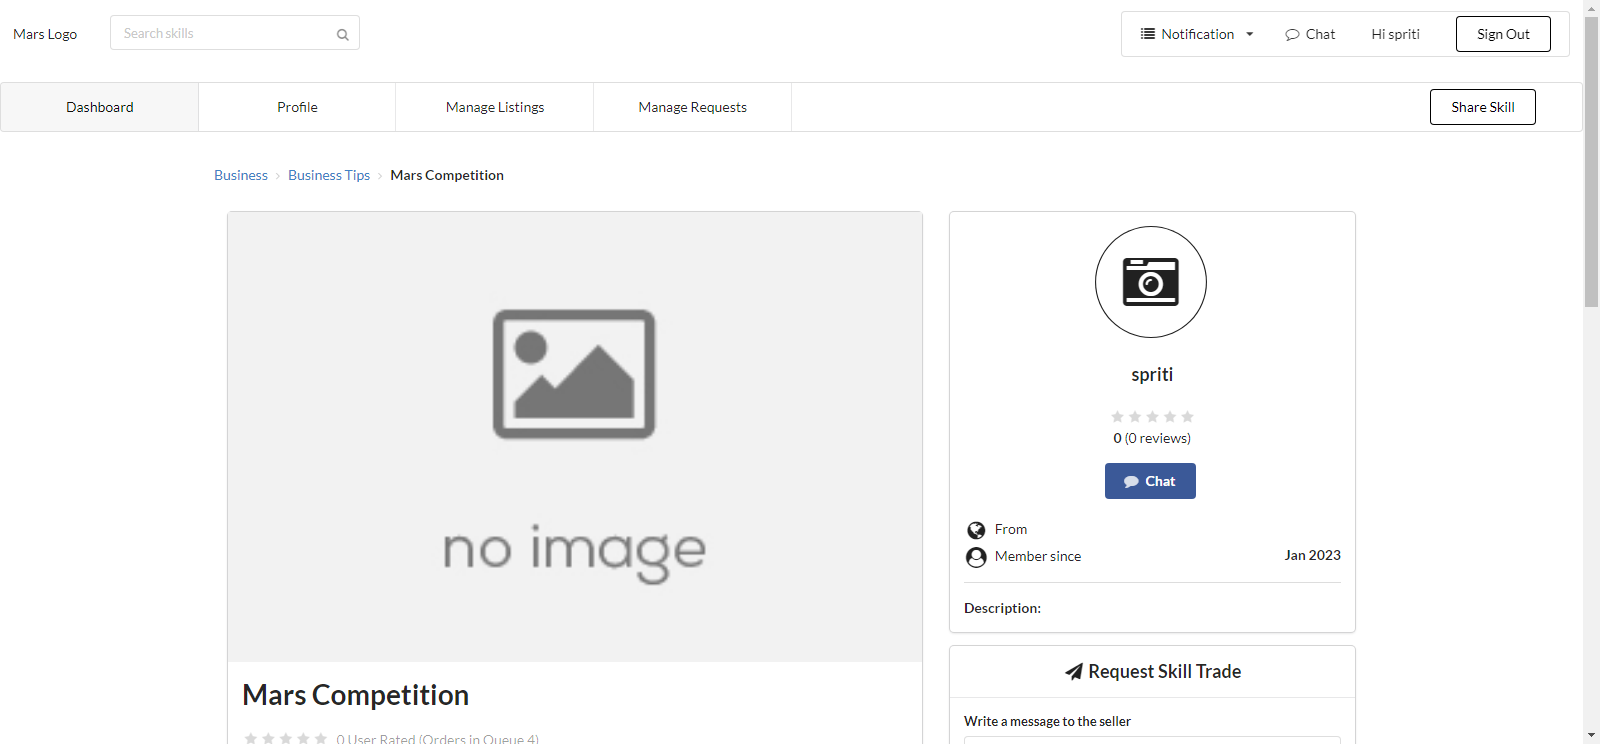 Mars Logo
Search skills
Notification
Chat
Hi spriti
Sign Out
Dashboard
Profile
Manage Listings
Manage Requests
Share Skill
Business › Business Tips › Mars Competition
no image
spriti
0 (0 reviews)
Chat
From
Member since Jan 2023
Description:
Mars Competition
0 User Rated (Orders in Queue 4)
Request Skill Trade
Write a message to the seller